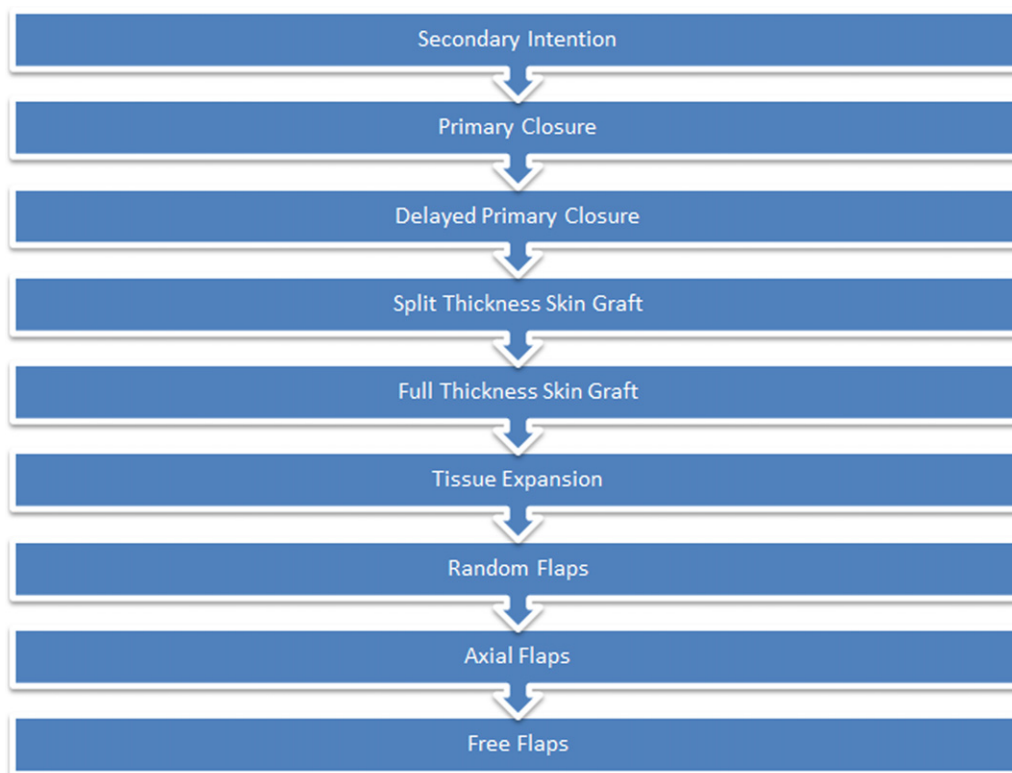 Secondary Intention
Primary Closure
Delayed Primary Closure
Split Thickness Skin Graft
Full Thickness Skin Graft
Tissue Expansion
Random Flaps
Axial Flaps
Free Flaps